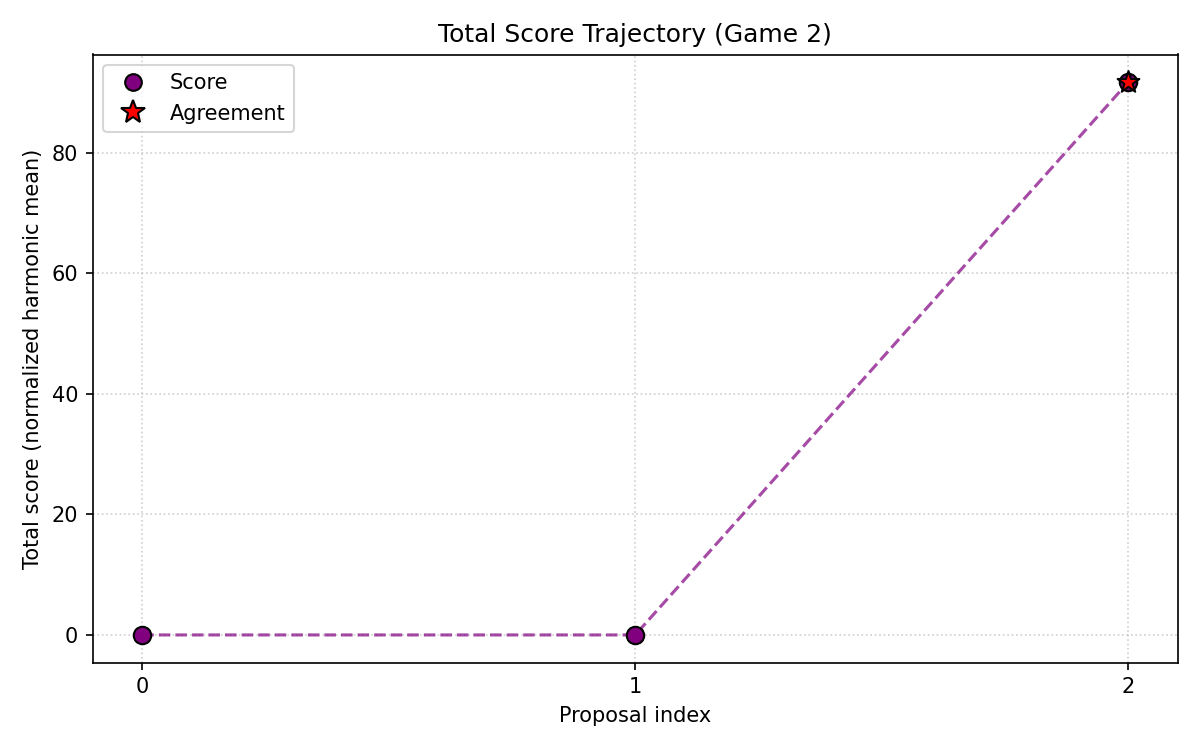 Total Score Trajectory (Game 2)
Score
Agreement
Total score (normalized harmonic mean)
80
60
40
20
0
0 1 2
Proposal index